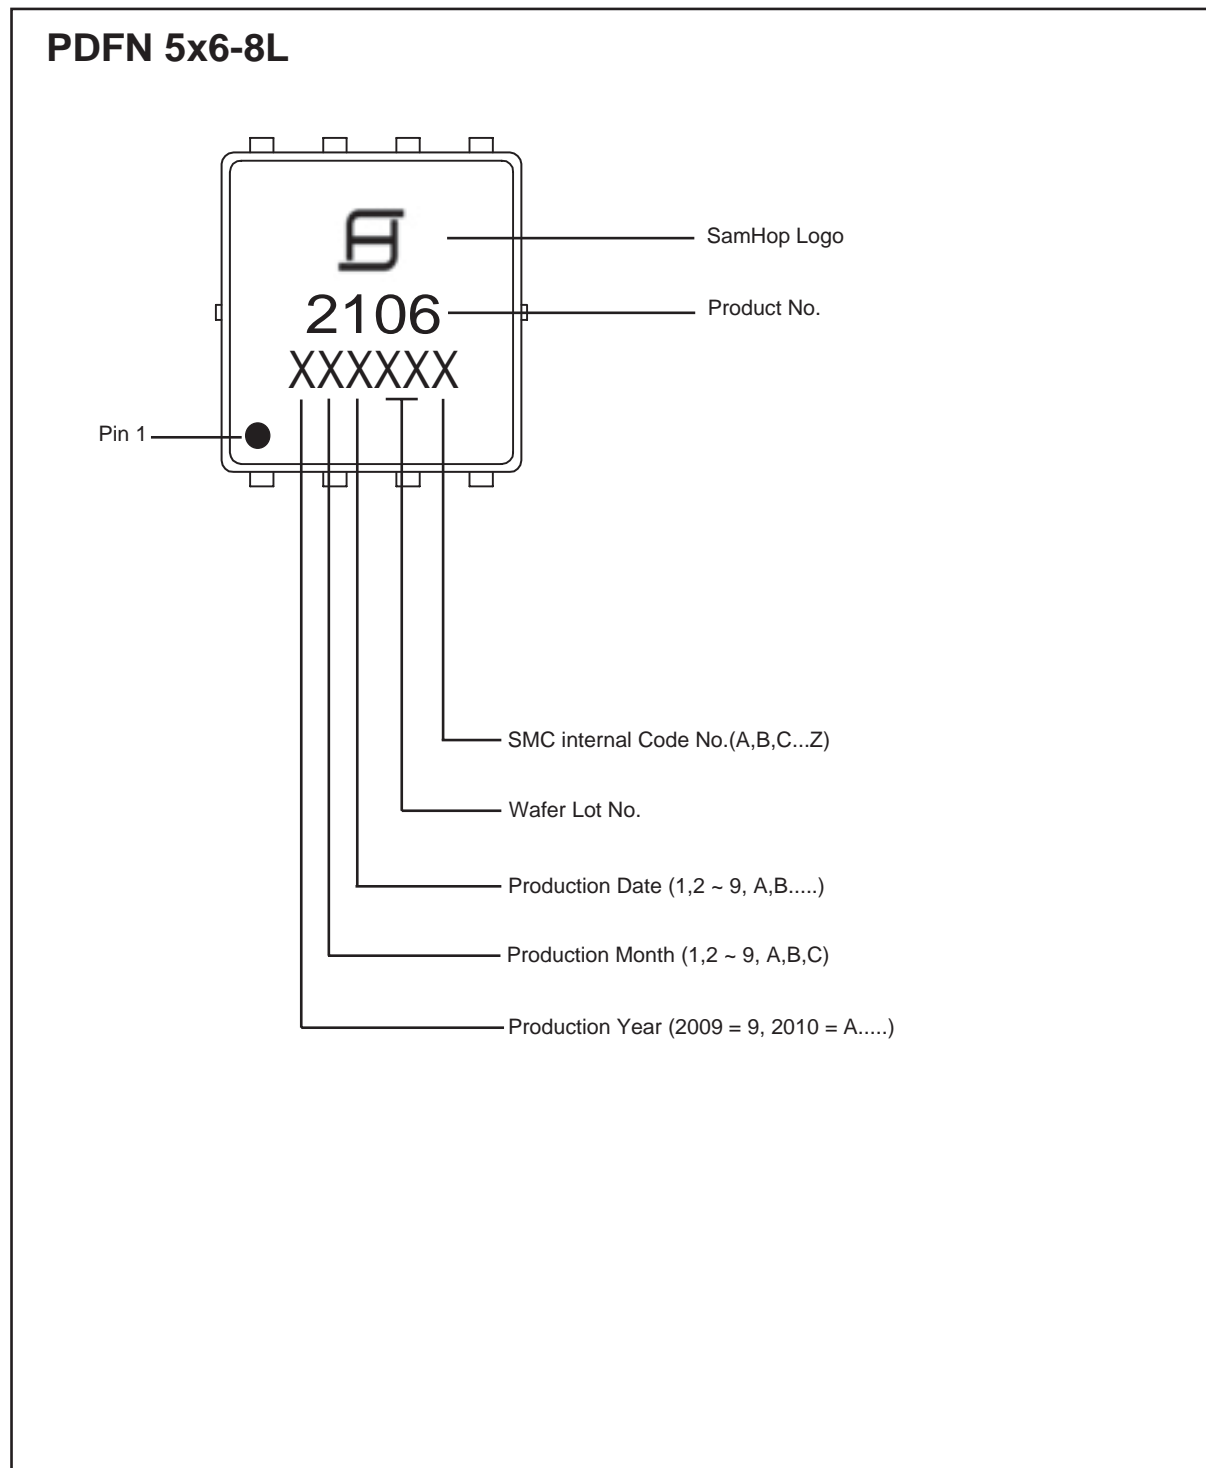 PDFN 5x6-8L
SamHop Logo
2106
Product No.
XXXXXX
Pin 1
SMC internal Code No.(A,B,C...Z)
Wafer Lot No.
Production Date (1,2 ~ 9, A,B.....)
Production Month (1,2 ~ 9, A,B,C)
Production Year (2009 = 9, 2010 = A.....)